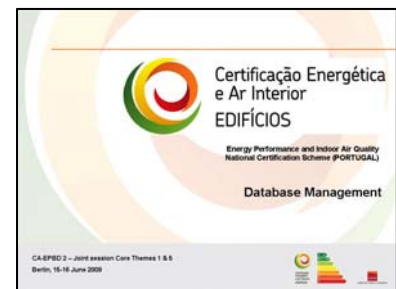 Certificação Energética
e Ar Interior
EDIFÍCIOS
Energy Performance and Indoor Air Quality
National Certification Scheme (PORTUGAL)
Database Management
CA-EPBD 2 – Joint session Core Themes 1 & 5
Berlin, 15-16 June 2009